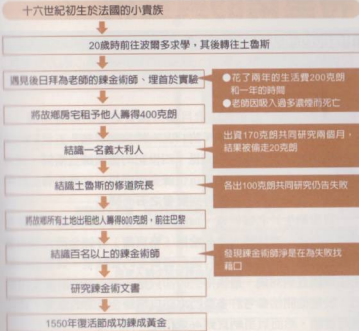 十六世紀初生於法國的小貴族
20歲時前往波爾多求學，其後轉往土魯斯
遇見後日拜為老師的鍊金術師、埋首於實驗
●花了兩年的生活費200克朗
和一年的時間
●老師因吸入過多濃煙而死亡
將故鄉房宅租予他人籌得400克朗
結識一名義大利人
出資170克朗共同研究兩個月，
結果被偷走20克朗
結識土魯斯的修道院長
各出100克朗共同研究仍告失敗
將故鄉所有土地出租他人籌得800克朗，前往巴黎
結識百名以上的鍊金術師
發現鍊金術師淨是在為失敗找
藉口
研究鍊金術文書
1550年復活節成功鍊成黃金